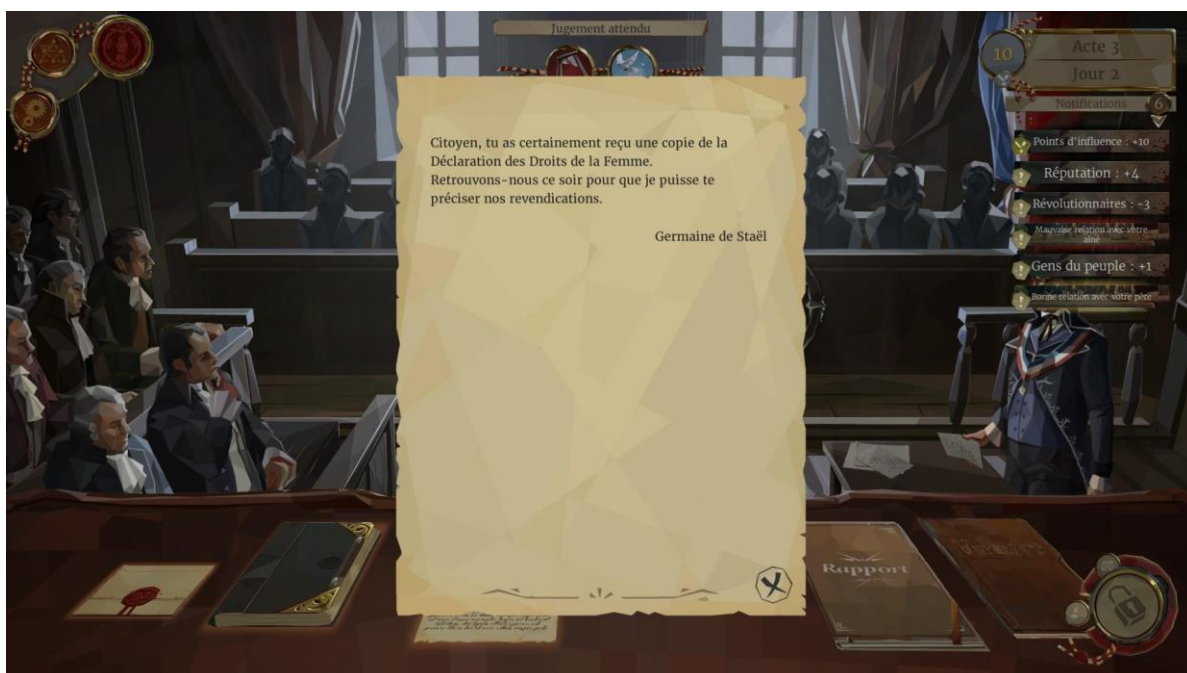 Jugement attendu
10
Acte 3
Jour 2
Notifications
6
Points d'influence : +10
Réputation : +4
Révolutionnaires : -3
Mauvaise relation avec votre
aîné
Gens du peuple : +1
Bonne relation avec votre père
Citoyen, tu as certainement reçu une copie de la
Déclaration des Droits de la Femme.
Retrouvons-nous ce soir pour que je puisse te
préciser nos revendications.
Germaine de Staël
Rapport